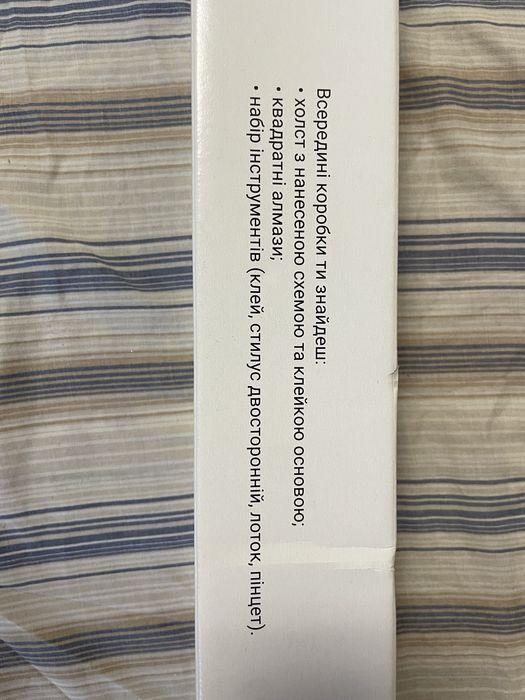 Всередині коробки ти знайдеш:
• холст з нанесеною схемою та клейкою основою;
• квадратні алмази;
• набір інструментів (клей, стилус двосторонній, лоток, пінцет).